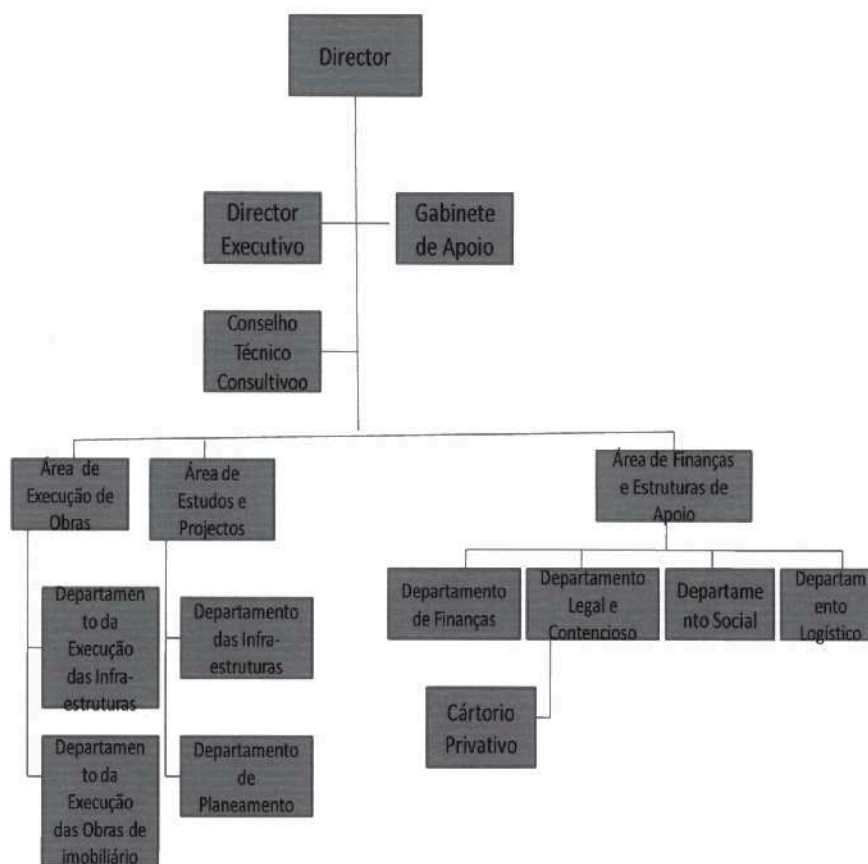 Director
Director
Executivo
Gabinete
de Apoio
Conselho
Técnico
Consultivoo
Área de
Execução de
Obras
Área de
Estudos e
Projectos
Área de Finanças
e Estruturas de
Apoio
Departamen
to da
Execução
das Infra-
estruturas
Departamen
to da
Execução
das Obras de
imobiliário
Departamento
das Infra-
estruturas
Departamento
de
Planeamento
Departamento
de Finanças
Departamento
Legal e
Contencioso
Departame
nto Social
Departam
ento
Logístico
Cártorio
Privativo